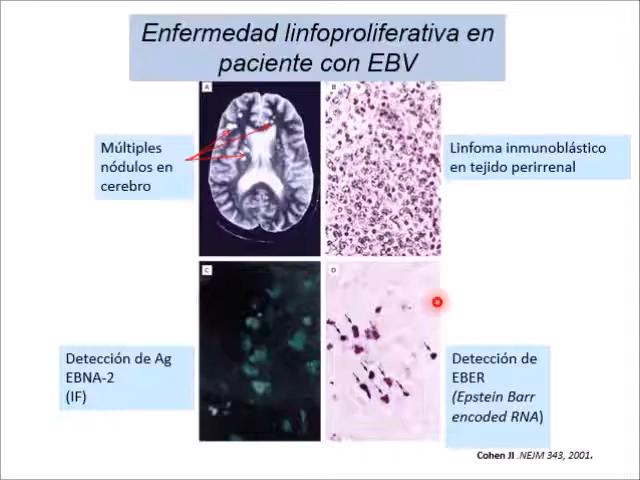 Enfermedad linfoproliferativa en
paciente con EBV
A
B
Múltiples
nódulos en
cerebro
Linfoma inmunoblástico
en tejido perirrenal
C
D
Detección de Ag
EBNA-2
(IF)
Detección de
EBER
(Epstein Barr
encoded RNA)
Cohen JI .NEJM 343, 2001.